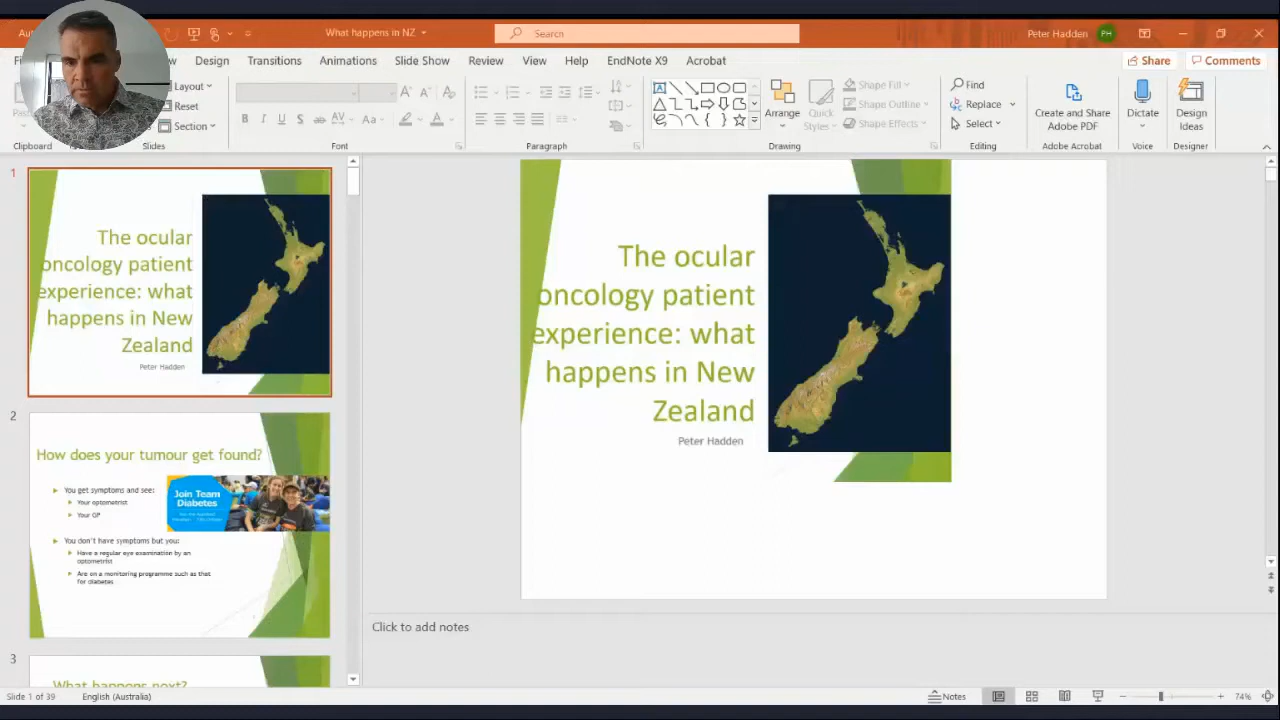 What happens in NZ
Search
Peter Hadden
PH
Design
Transitions
Animations
Slide Show
Review
View
Help
EndNote X9
Acrobat
Share
Comments
Layout
Reset
Section
Slides
Clipboard
Font
Paragraph
Arrange
Quick
Styles
Shape Fill
Shape Outline
Shape Effects
Drawing
Find
Replace
Select
Editing
Create and Share
Adobe PDF
Adobe Acrobat
Dictate
Voice
Design
Ideas
Designer
1
The ocular
oncology patient
experience: what
happens in New
Zealand
Peter Hadden
2
How does your tumour get found?
You get symptoms and see:
Your optometrist
Your GP
Join Team
Diabetes
You don't have symptoms but you:
Have a regular eye examination by an
optometrist
Are on a monitoring programme such as that
for diabetes
3
What happens next?
The ocular
oncology patient
experience: what
happens in New
Zealand
Peter Hadden
Click to add notes
Slide 1 of 39
English (Australia)
Notes
74%